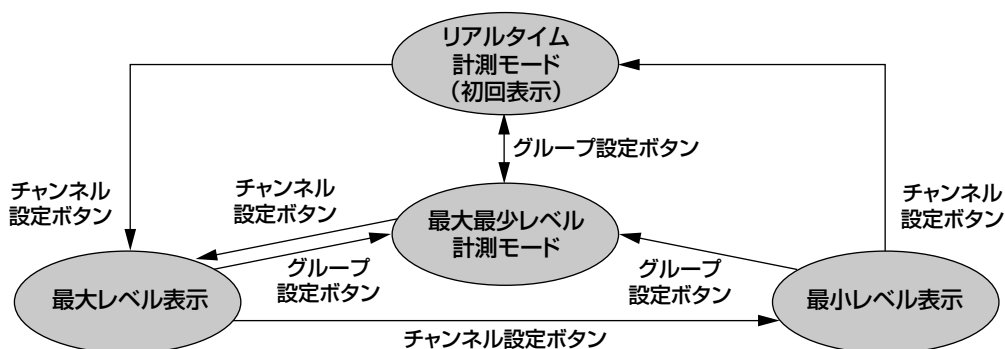 リアルタイム
計測モード
（初回表示）
グループ設定ボタン
チャンネル
設定ボタン
チャンネル
設定ボタン
チャンネル
設定ボタン
最大最少レベル
計測モード
グループ
設定ボタン
グループ
設定ボタン
最大レベル表示
最小レベル表示
チャンネル設定ボタン